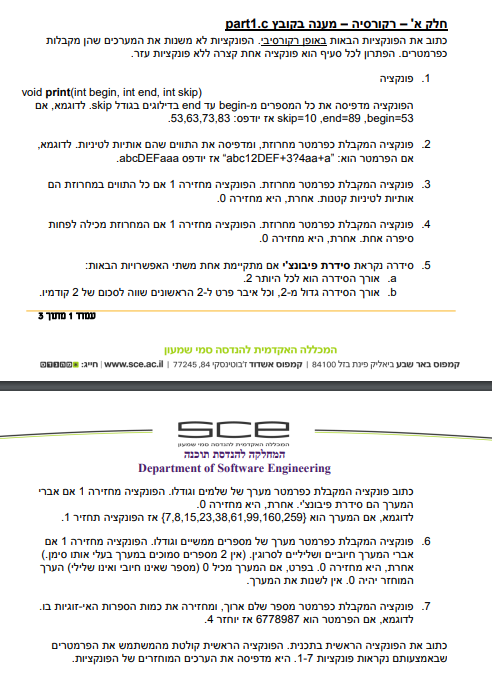 חלק א' – רקורסיה – מענה בקובץ part1.c
כתוב את הפונקציות הבאות באופן רקורסיבי. הפונקציות לא משנות את המערכים שהן מקבלות
כפרמטרים. הפתרון לכל סעיף הוא פונקציה אחת קצרה ללא פונקציות עזר.
1. פונקציה
void print(int begin, int end, int skip)
הפונקציה מדפיסה את כל המספרים מ-begin עד end בדילוגים בגודל skip. לדוגמא, אם
begin=53, end=89, skip=10 אז יודפס: 53,63,73,83.
2. פונקציה המקבלת כפרמטר מחרוזת, ומדפיסה את התווים שהם אותיות לטיניות. לדוגמא,
אם הפרמטר הוא: "abc12DEF+3?4aa+a" אז יודפס abcDEFaaa.
3. פונקציה המקבלת כפרמטר מחרוזת. הפונקציה מחזירה 1 אם כל התווים במחרוזת הם
אותיות לטיניות קטנות. אחרת, היא מחזירה 0.
4. פונקציה המקבלת כפרמטר מחרוזת. הפונקציה מחזירה 1 אם המחרוזת מכילה לפחות
סיפרה אחת. אחרת, היא מחזירה 0.
5. סידרה נקראת סידרת פיבונצ'י אם מתקיימת אחת משתי האפשרויות הבאות:
a. אורך הסידרה הוא לכל היותר 2.
b. אורך הסידרה גדול מ-2, וכל איבר פרט ל-2 הראשונים שווה לסכום של 2 קודמיו.
עמוד 1 מתוך 3
המכללה האקדמית להנדסה סמי שמעון
קמפוס באר שבע ביאליק פינת בזל 84100 | קמפוס אשדוד ז'בוטינסקי 84, 77245 | www.sce.ac.il | חייג:
sce
המכללה האקדמית להנדסה סמי שמעון
המחלקה להנדסת תוכנה
Department of Software Engineering
כתוב פונקציה המקבלת כפרמטר מערך של שלמים וגודלו. הפונקציה מחזירה 1 אם אברי
המערך הם סידרת פיבונצ'י. אחרת, היא מחזירה 0.
לדוגמא, אם המערך הוא {7,8,15,23,38,61,99,160,259} אז הפונקציה תחזיר 1.
6. פונקציה המקבלת כפרמטר מערך של מספרים ממשיים וגודלו. הפונקציה מחזירה 1 אם
אברי המערך חיוביים ושליליים לסרוגין. (אין 2 מספרים סמוכים במערך בעלי אותו סימן.)
אחרת, היא מחזירה 0. בפרט, אם המערך מכיל 0 (מספר שאינו חיובי ואינו שלילי) הערך
המוחזר יהיה 0. אין לשנות את המערך.
7. פונקציה המקבלת כפרמטר מספר שלם ארוך, ומחזירה את כמות הספרות האי-זוגיות בו.
לדוגמא, אם הפרמטר הוא 6778987 אז יוחזר 4.
כתוב את הפונקציה הראשית בתכנית. הפונקציה הראשית קולטת מהמשתמש את הפרמטרים
שבאמצעותם נקראות פונקציות 1-7. היא מדפיסה את הערכים המוחזרים של הפונקציות.